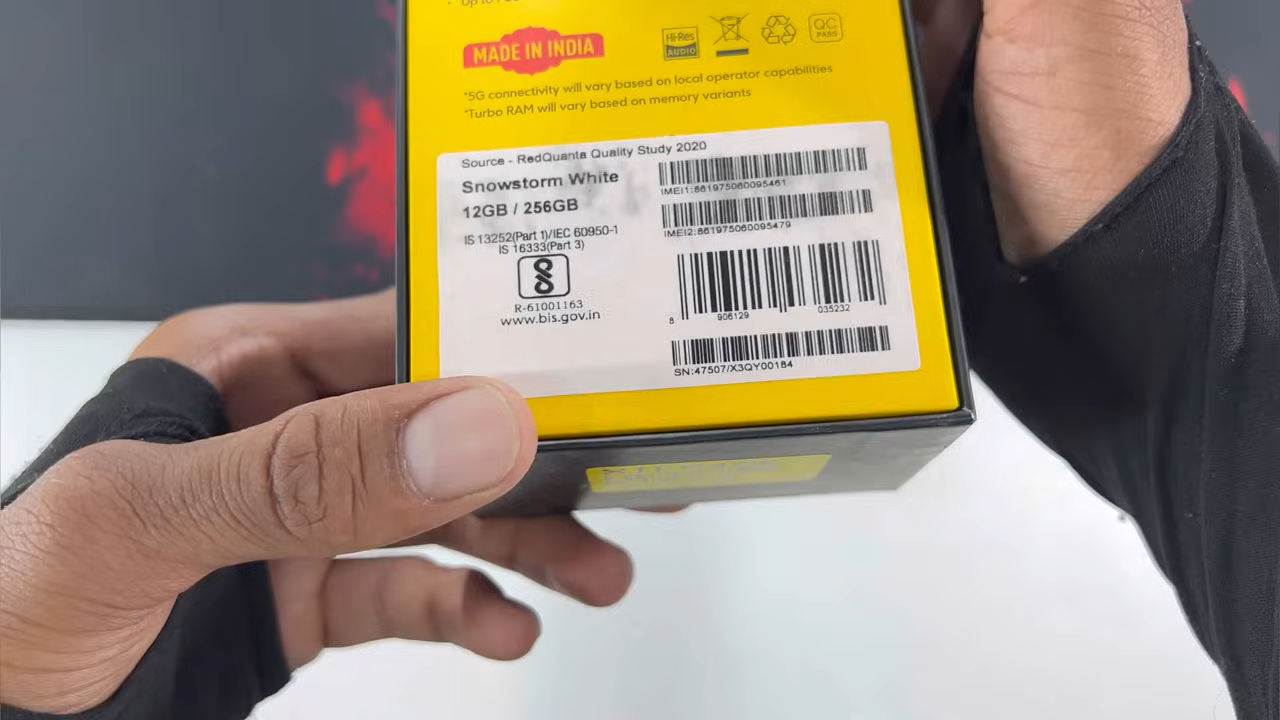 Up to
MADE IN INDIA
Hi-Res
AUDIO
QC
PASS
*5G connectivity will vary based on local operator capabilities
*Turbo RAM will vary based on memory variants
Source - RedQuanta Quality Study 2020
Snowstorm White
12GB / 256GB
IS 13252(Part 1)/IEC 60950-1
IS 16333(Part 3)
R-61001163
www.bis.gov.in
IMEI1:861975060095461
IMEI2:861975060095479
8 906129 035232
SN:47507/X3QY00184